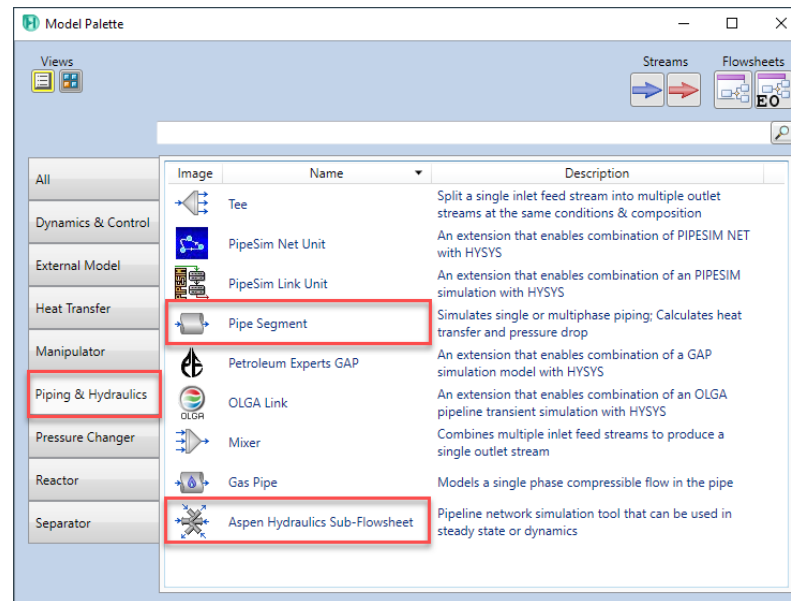 Model Palette
Views
Streams
Flowsheets
EO
All
Dynamics & Control
External Model
Heat Transfer
Manipulator
Piping & Hydraulics
Pressure Changer
Reactor
Separator
Image Name Description
Tee
Split a single inlet feed stream into multiple outlet
streams at the same conditions & composition
PipeSim Net Unit
An extension that enables combination of PIPESIM NET
with HYSYS
PipeSim Link Unit
An extension that enables combination of an PIPESIM
simulation with HYSYS
Pipe Segment
Simulates single or multiphase piping; Calculates heat
transfer and pressure drop
Petroleum Experts GAP
An extension that enables combination of a GAP
simulation model with HYSYS
OLGA
OLGA Link
An extension that enables combination of an OLGA
pipeline transient simulation with HYSYS
Mixer
Combines multiple inlet feed streams to produce a
single outlet stream
Gas Pipe
Models a single phase compressible flow in the pipe
Aspen Hydraulics Sub-Flowsheet
Pipeline network simulation tool that can be used in
steady state or dynamics